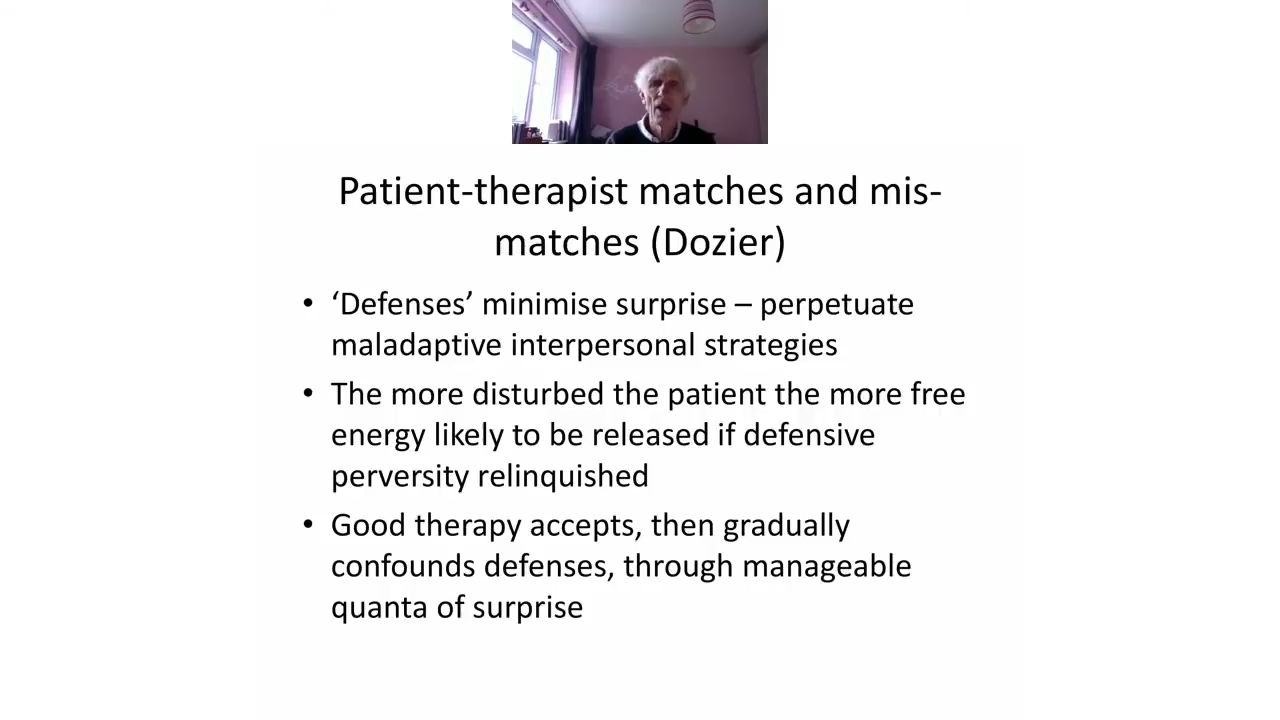 Patient-therapist matches and mis-
matches (Dozier)
• ‘Defenses’ minimise surprise – perpetuate
maladaptive interpersonal strategies
• The more disturbed the patient the more free
energy likely to be released if defensive
perversity relinquished
• Good therapy accepts, then gradually
confounds defenses, through manageable
quanta of surprise